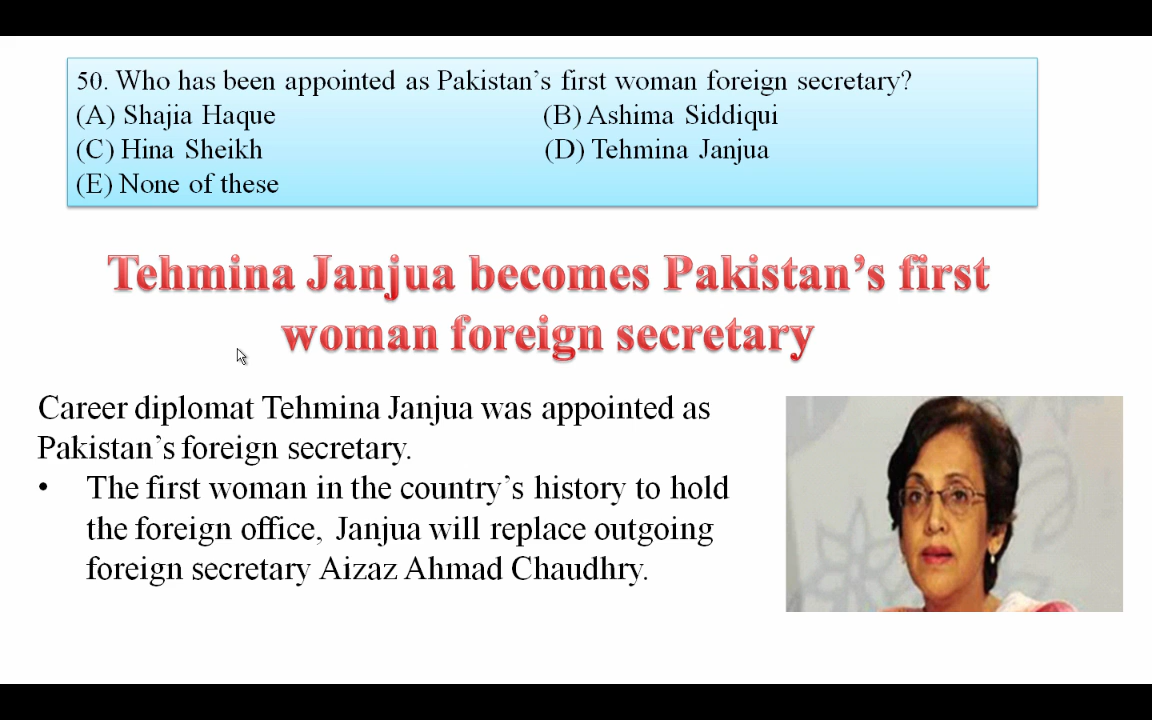 50. Who has been appointed as Pakistan’s first woman foreign secretary?
(A) Shajia Haque (B) Ashima Siddiqui
(C) Hina Sheikh (D) Tehmina Janjua
(E) None of these
Tehmina Janjua becomes Pakistan’s first
woman foreign secretary
Career diplomat Tehmina Janjua was appointed as
Pakistan’s foreign secretary.
• The first woman in the country’s history to hold
the foreign office, Janjua will replace outgoing
foreign secretary Aizaz Ahmad Chaudhry.